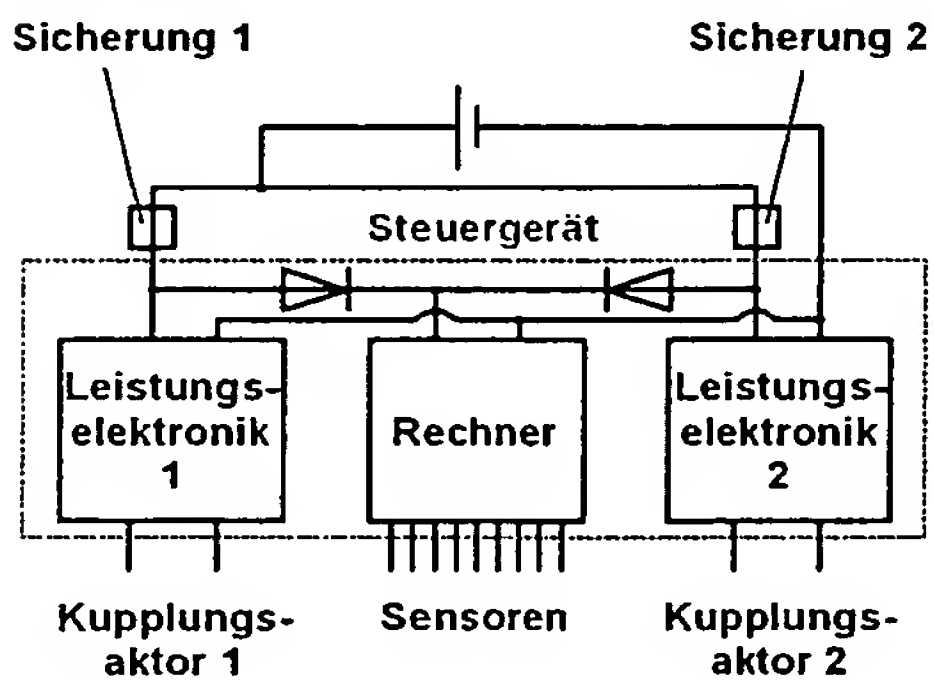 Sicherung 1
Sicherung 2
Steuergerät
Leistungs-
elektronik
1
Rechner
Leistungs-
elektronik
2
Kupplungs-
aktor 1
Sensoren
Kupplungs-
aktor 2